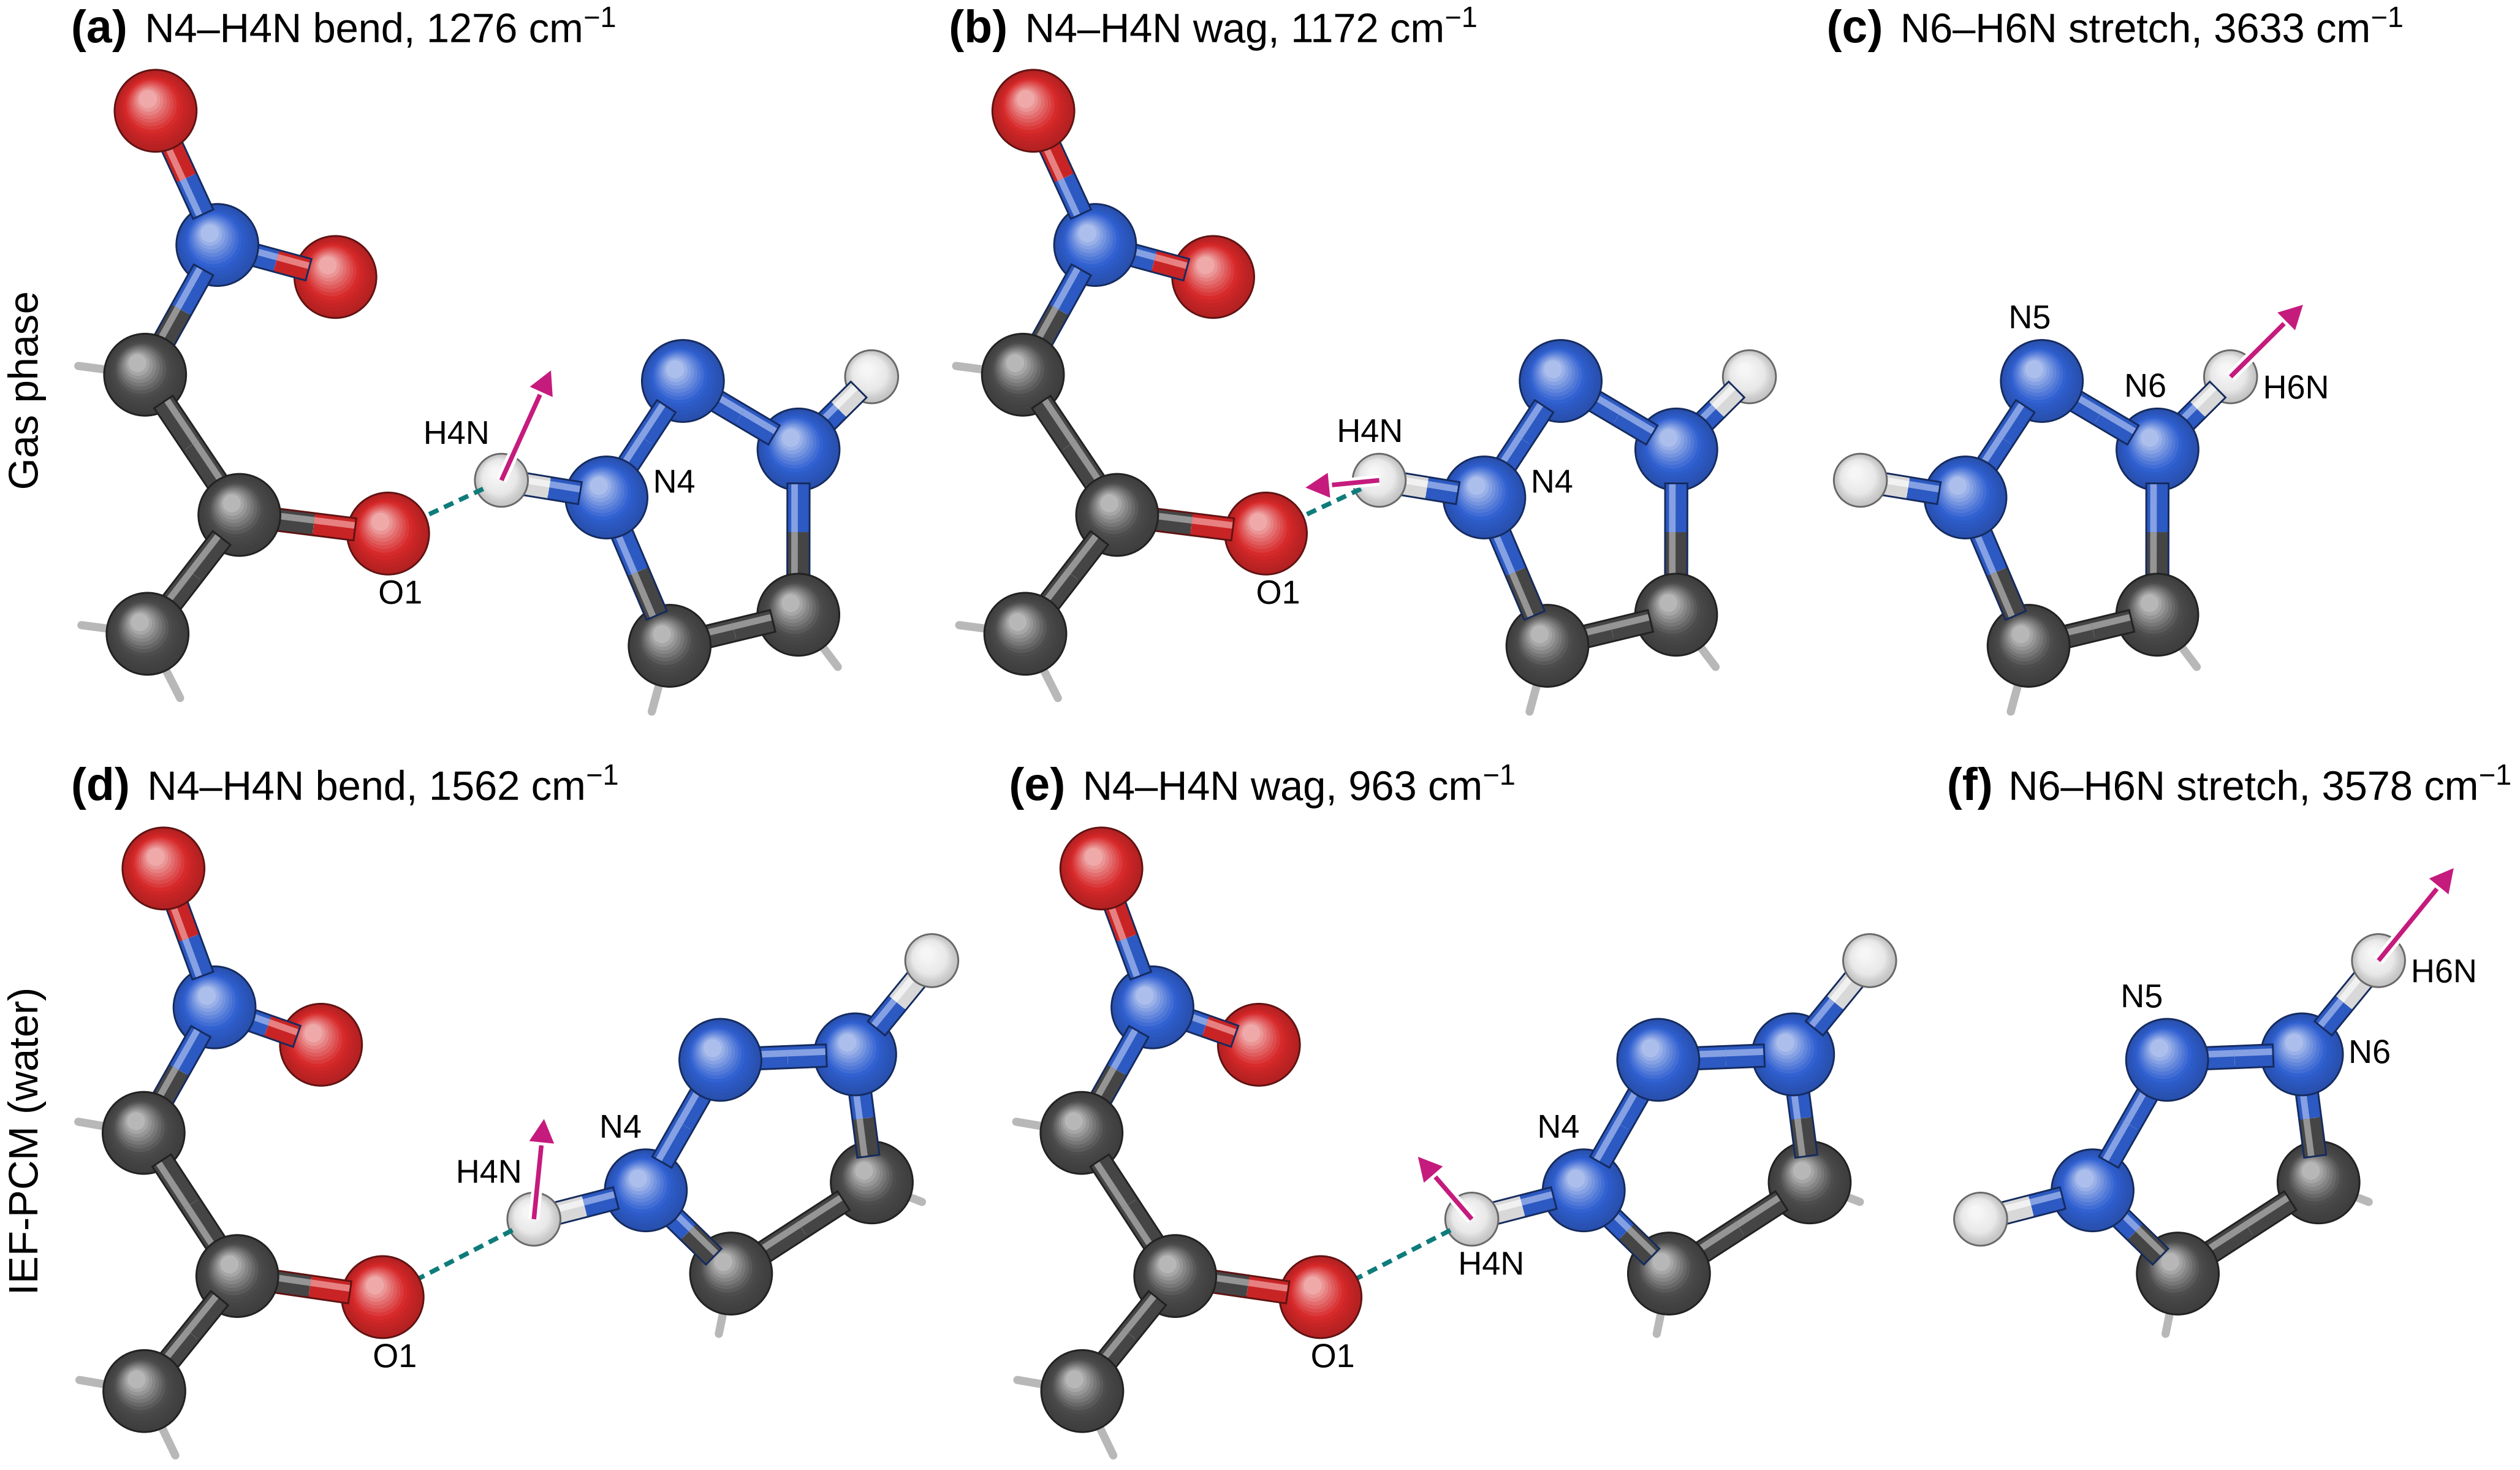 (a) N4–H4N bend, 1276 cm⁻¹
(b) N4–H4N wag, 1172 cm⁻¹
(c) N6–H6N stretch, 3633 cm⁻¹
Gas phase
H4N
N4
O1
H4N
N4
O1
N5
N6
H6N
(d) N4–H4N bend, 1562 cm⁻¹
(e) N4–H4N wag, 963 cm⁻¹
(f) N6–H6N stretch, 3578 cm⁻¹
IEF-PCM (water)
N4
H4N
O1
N4
H4N
O1
N5
H6N
N6